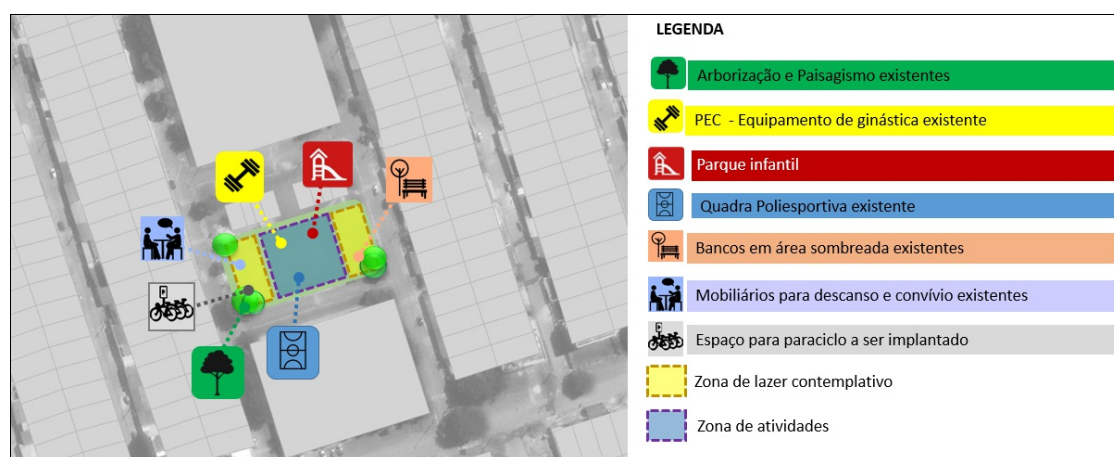 LEGENDA
Arborização e Paisagismo existentes
PEC - Equipamento de ginástica existente
Parque infantil
Quadra Poliesportiva existente
Bancos em área sombreada existentes
Mobiliários para descanso e convívio existentes
Espaço para paraciclo a ser implantado
Zona de lazer contemplativo
Zona de atividades